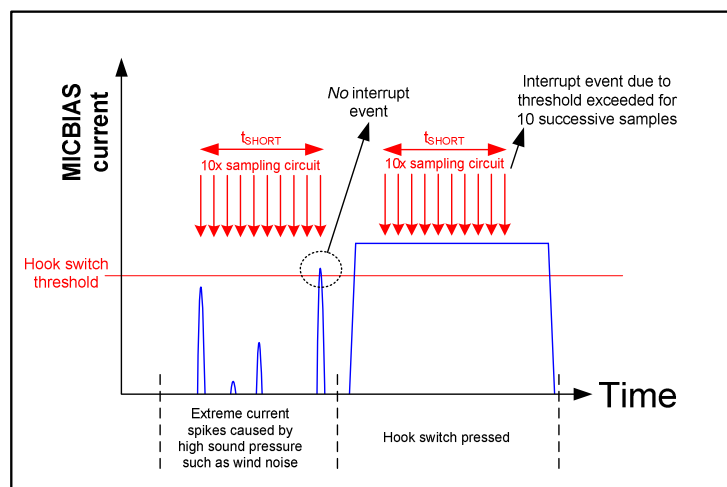 MICBIAS
current
No interrupt
event
Interrupt event due to
threshold exceeded for
10 successive samples
tSHORT
10x sampling circuit
tSHORT
10x sampling circuit
Hook switch
threshold
Time
Extreme current
spikes caused by
high sound pressure
such as wind noise
Hook switch pressed